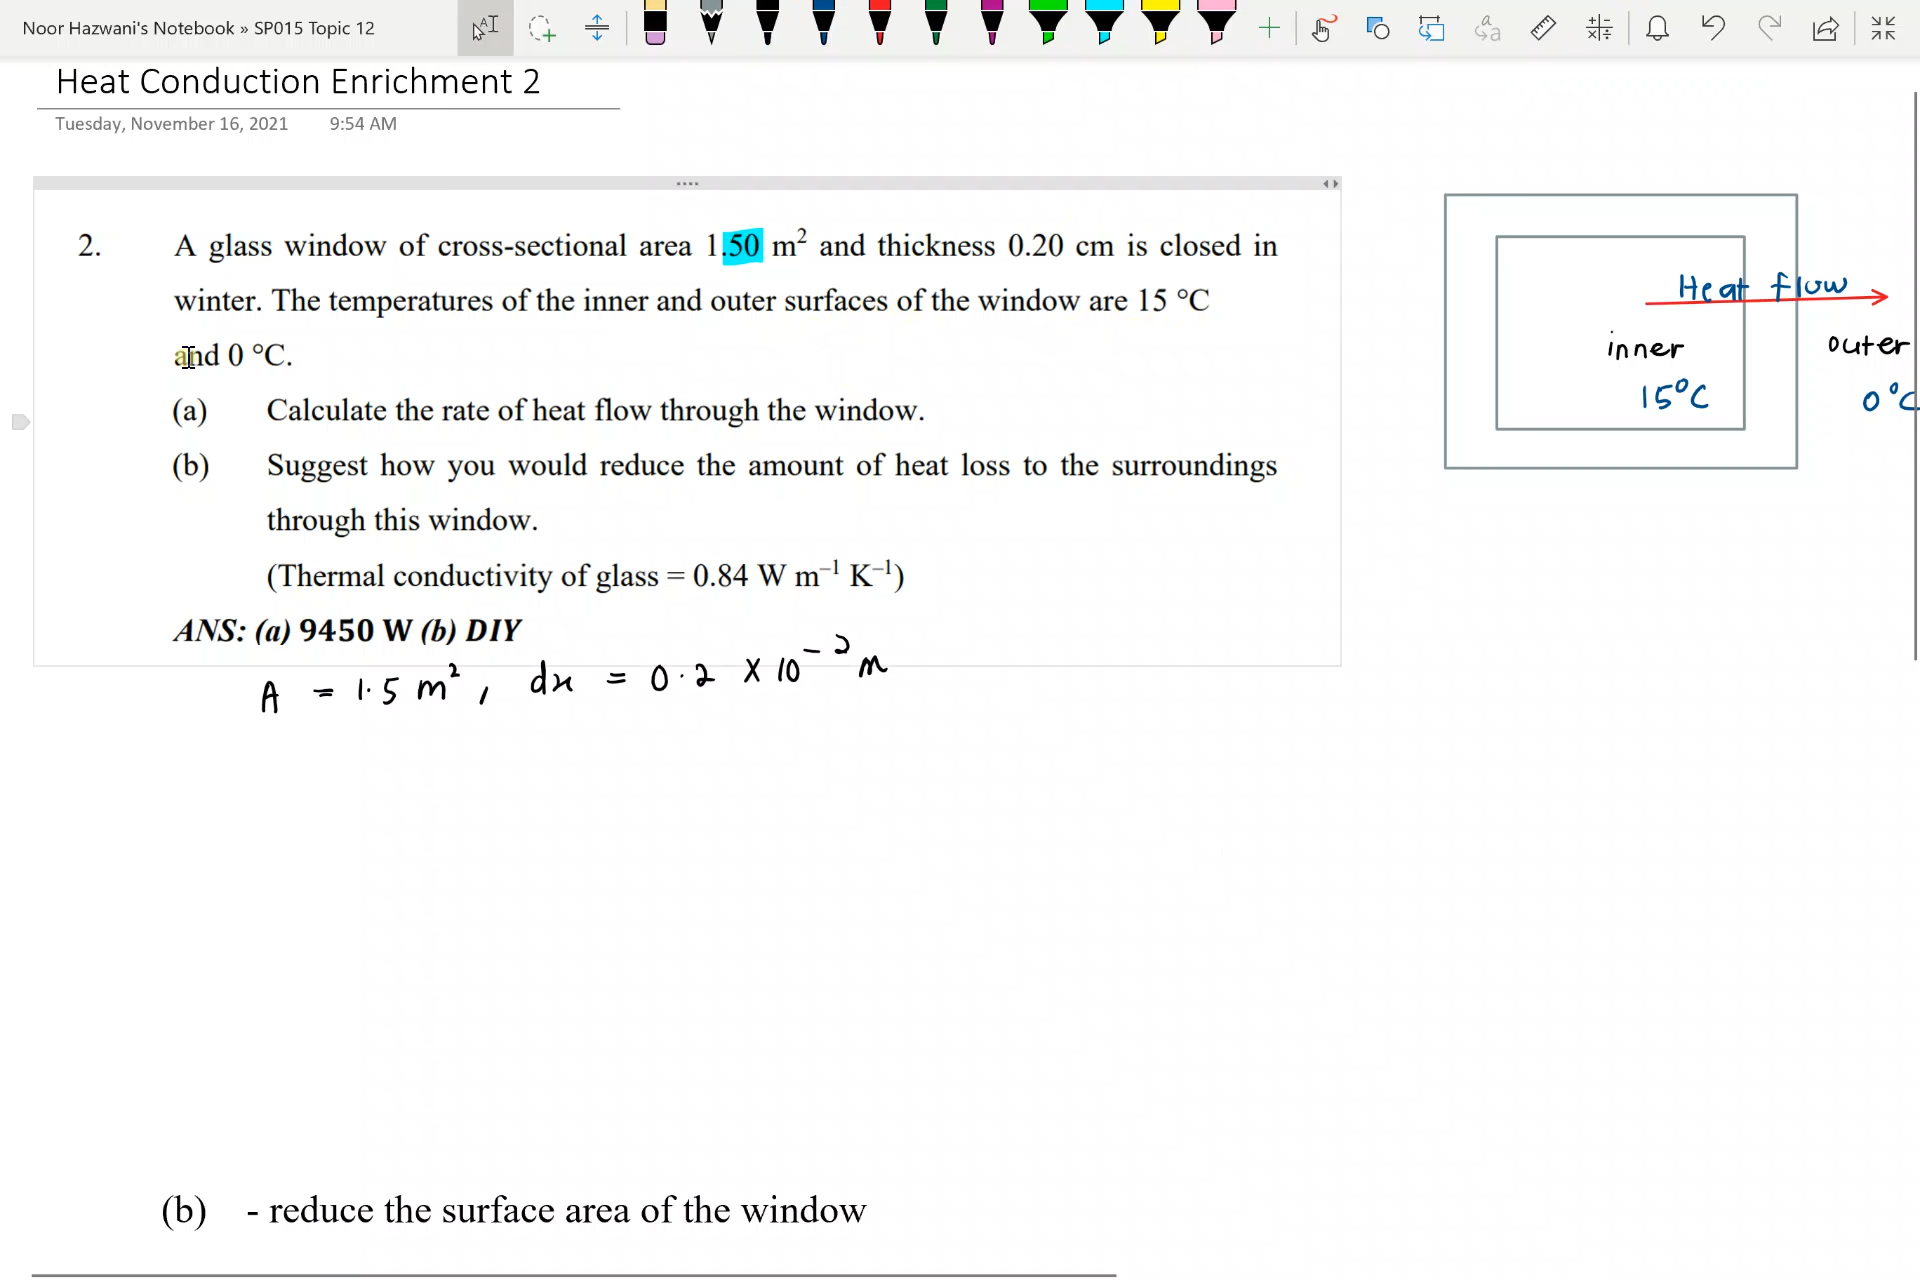 Noor Hazwani's Notebook » SP015 Topic 12
Heat Conduction Enrichment 2
Tuesday, November 16, 2021 9:54 AM
2. A glass window of cross-sectional area 1.50 m² and thickness 0.20 cm is closed in
winter. The temperatures of the inner and outer surfaces of the window are 15 °C
and 0 °C.
(a) Calculate the rate of heat flow through the window.
(b) Suggest how you would reduce the amount of heat loss to the surroundings
through this window.
(Thermal conductivity of glass = 0.84 W m⁻¹ K⁻¹)
ANS: (a) 9450 W (b) DIY
Heat flow
inner outer
15°C 0°C
A = 1.5 m², dx = 0.2 x 10⁻² m
(b) - reduce the surface area of the window